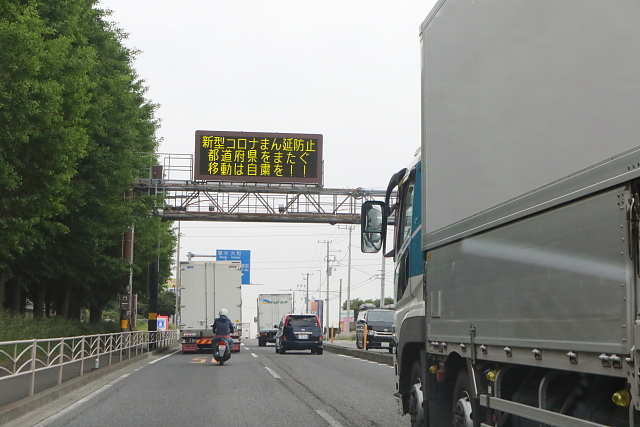 新型コロナまん延防止
都道府県をまたぐ
移動は自粛を！！